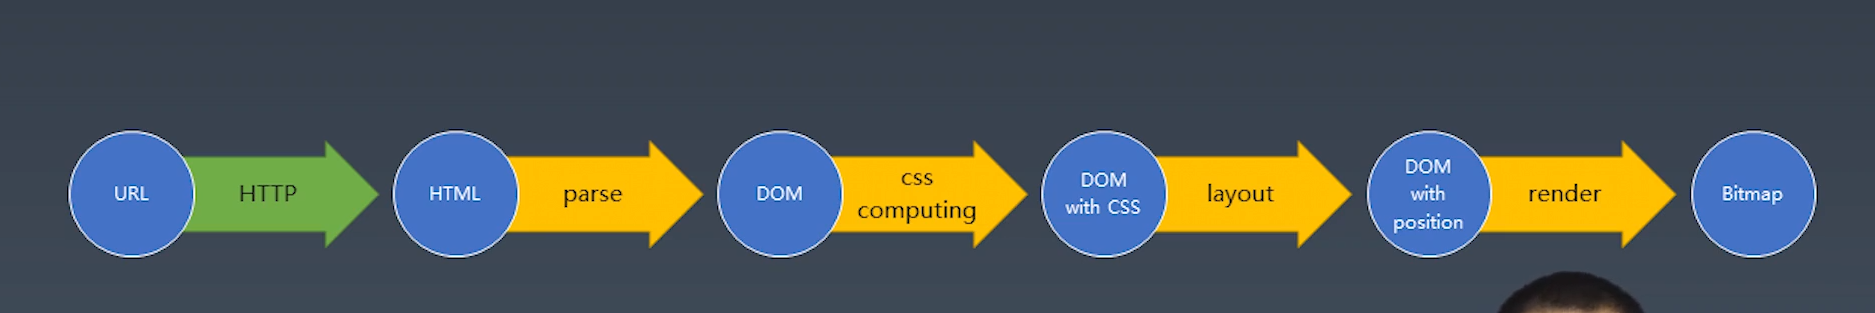 URL
HTTP
HTML
parse
DOM
css
computing
DOM
with CSS
layout
DOM
with
position
render
Bitmap